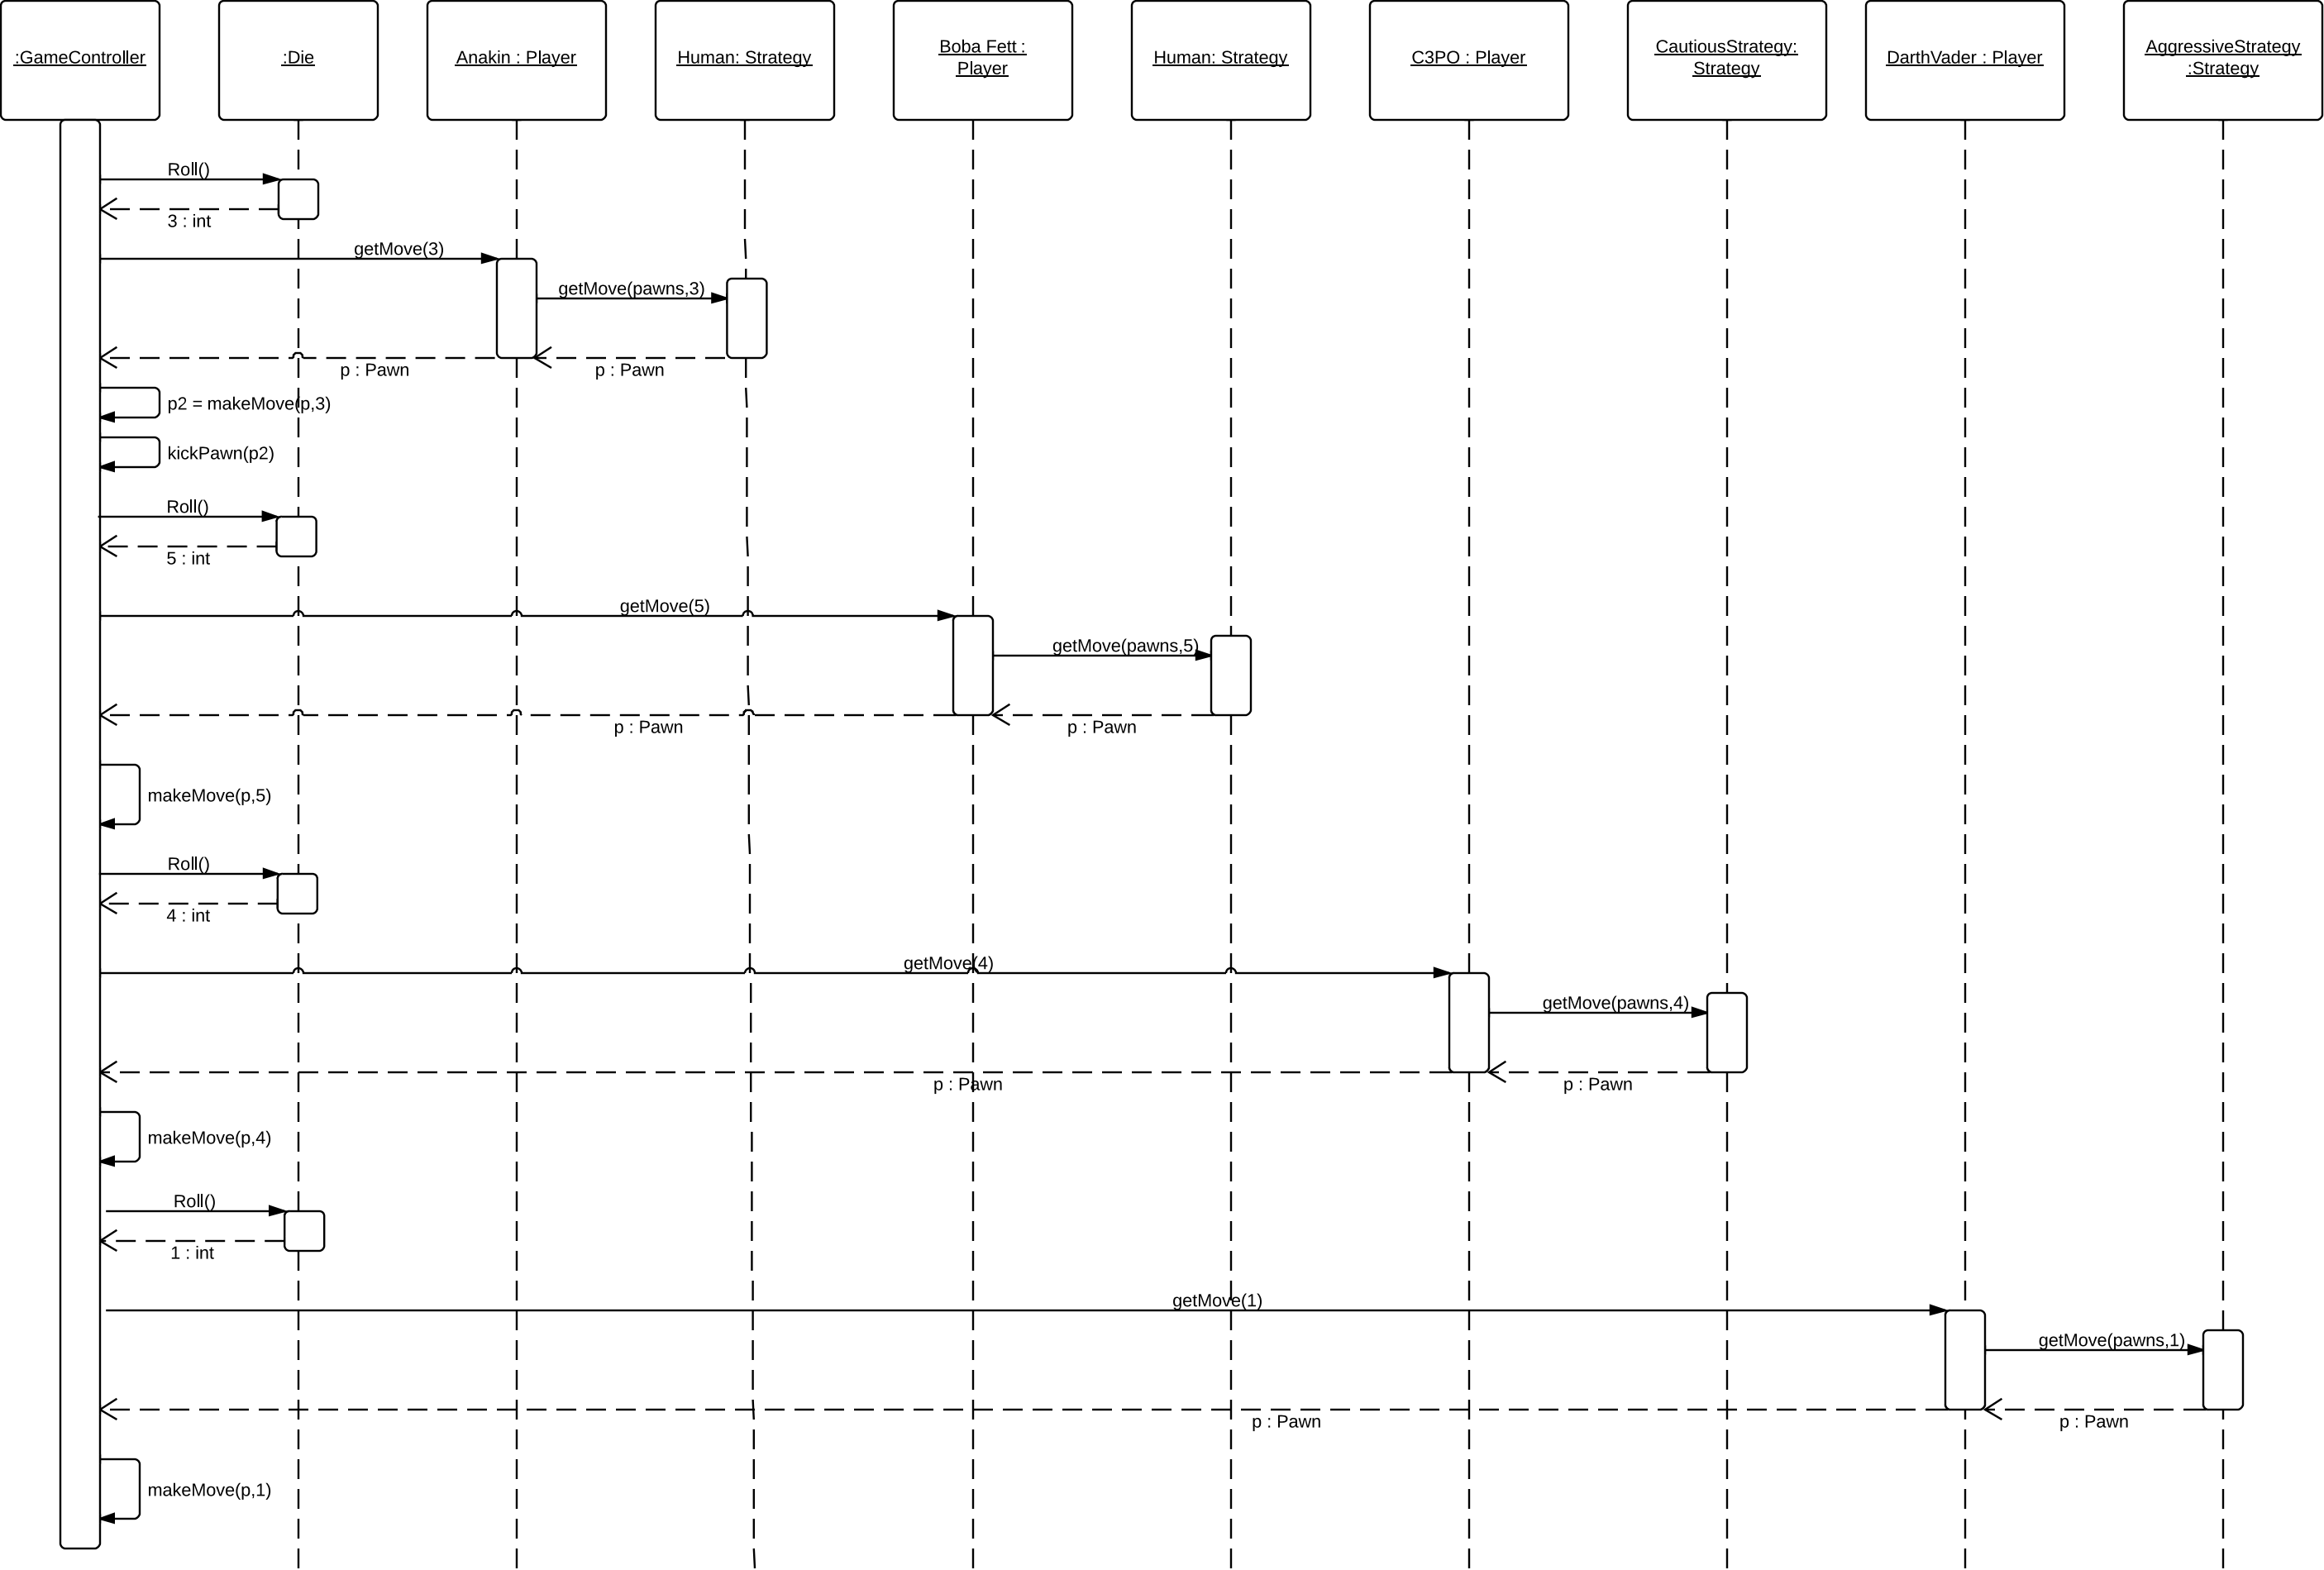 :GameController
:Die
Anakin : Player
Human: Strategy
Boba Fett :
Player
Human: Strategy
C3PO : Player
CautiousStrategy:
Strategy
DarthVader : Player
AggressiveStrategy
:Strategy
Roll()
3 : int
getMove(3)
getMove(pawns,3)
p : Pawn
p : Pawn
p2 = makeMove(p,3)
kickPawn(p2)
Roll()
5 : int
getMove(5)
getMove(pawns,5)
p : Pawn
p : Pawn
makeMove(p,5)
Roll()
4 : int
getMove(4)
getMove(pawns,4)
p : Pawn
p : Pawn
makeMove(p,4)
Roll()
1 : int
getMove(1)
getMove(pawns,1)
p : Pawn
p : Pawn
makeMove(p,1)